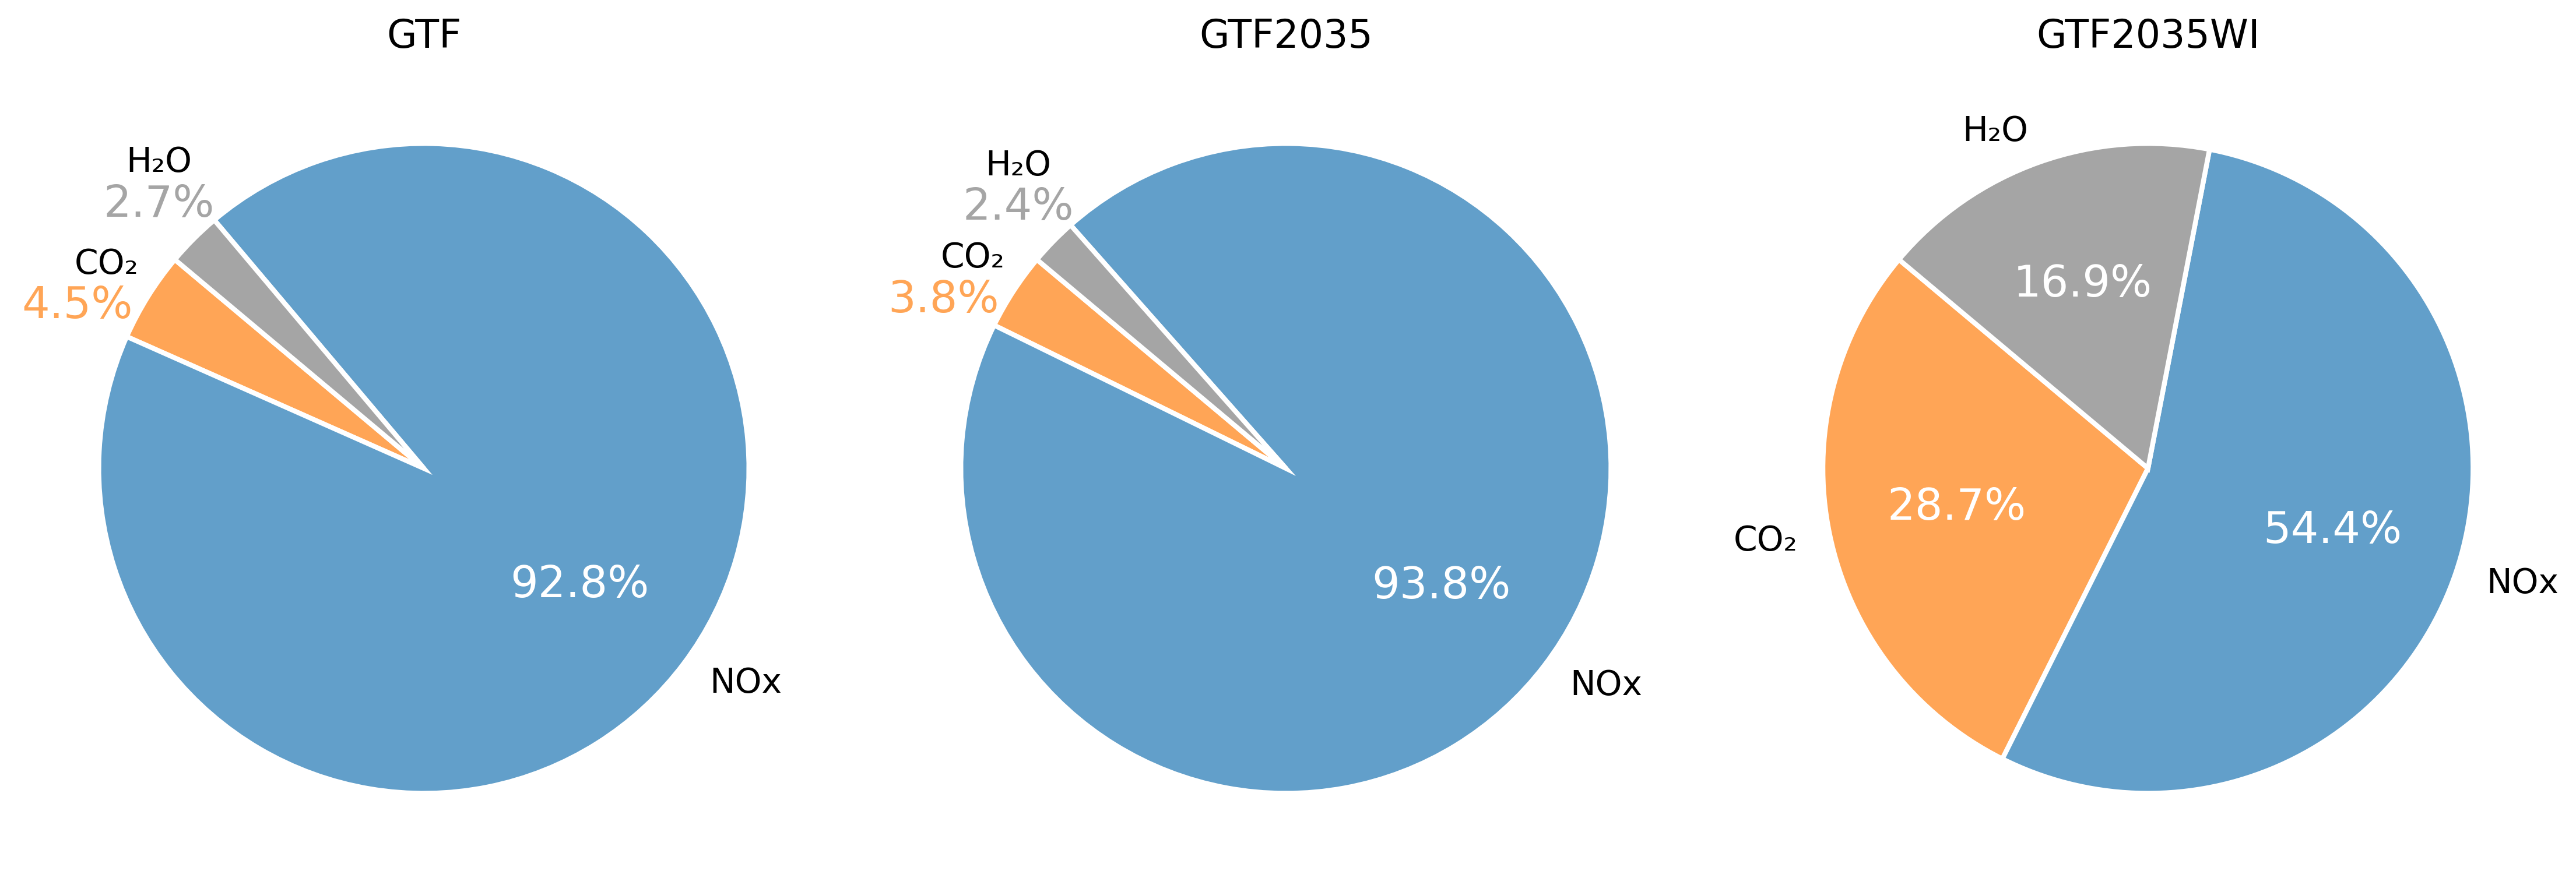 GTF
H₂O
2.7%
CO₂
4.5%
92.8%
NOx
GTF2035
H₂O
2.4%
CO₂
3.8%
93.8%
NOx
GTF2035WI
H₂O
16.9%
28.7%
CO₂
54.4%
NOx